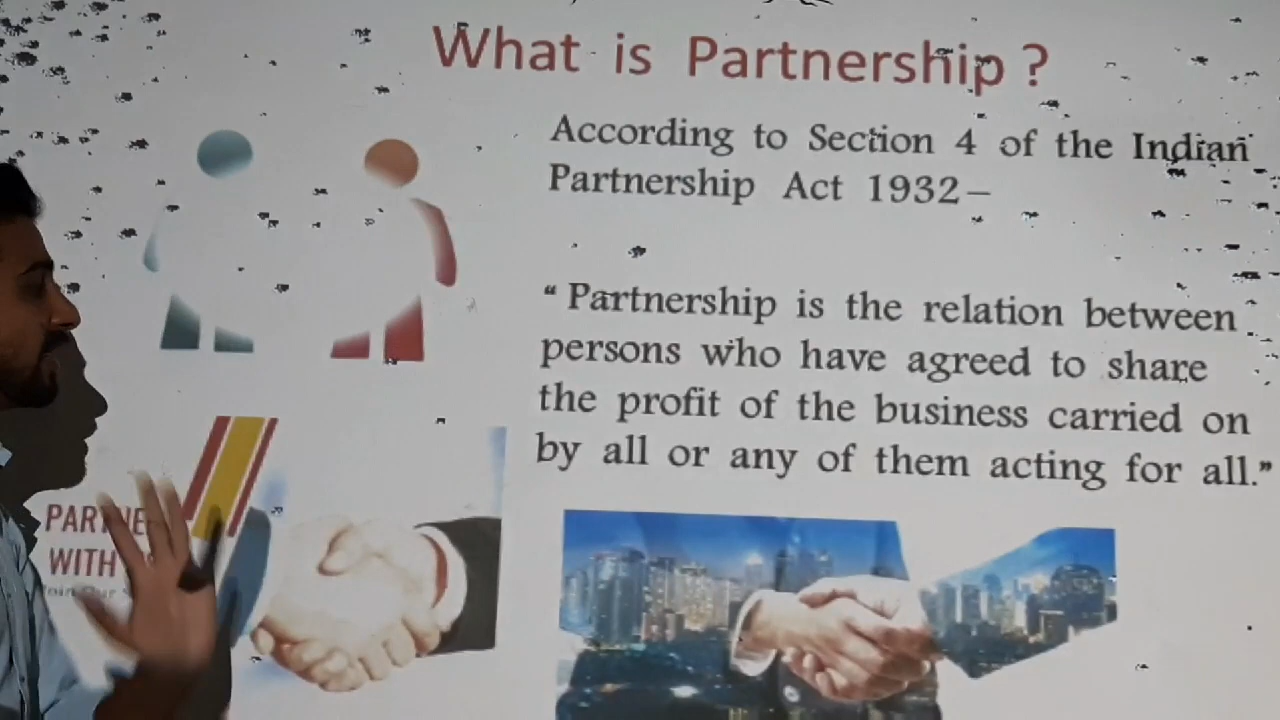 What is Partnership ?
According to Section 4 of the Indian
Partnership Act 1932–
“ Partnership is the relation between
persons who have agreed to share
the profit of the business carried on
by all or any of them acting for all.”
WITH